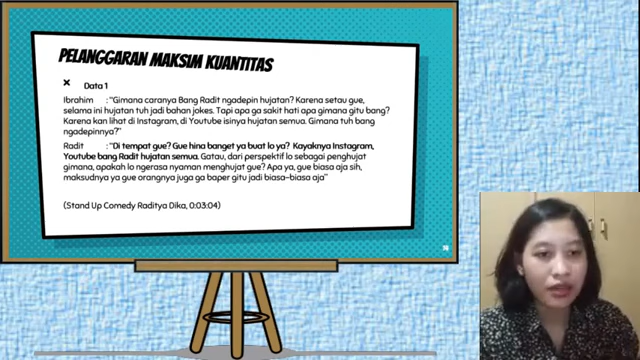 PELANGGARAN MAKSIM KUANTITAS
Data 1
Ibrahim : "Gimana caranya Bang Radit ngadepin hujatan? Karena setau gue,
selama ini hujatan tuh jadi bahan jokes. Tapi apa ga sakit hati apa gimana gitu bang?
Karena kan lihat di Instagram, di Youtube isinya hujatan semua. Gimana tuh bang
ngadepinnya?"
Radit : "Di tempat gue? Gue hina banget ya buat lo ya? Kayaknya Instagram,
Youtube bang Radit hujatan semua. Gatau, dari perspektif lo sebagai penghujat
gimana, apakah lo ngerasa nyaman menghujat gue? Apa ya, gue biasa aja sih,
maksudnya ya gue orangnya juga ga baper gitu jadi biasa-biasa aja"
(Stand Up Comedy Raditya Dika, 0:03:04)